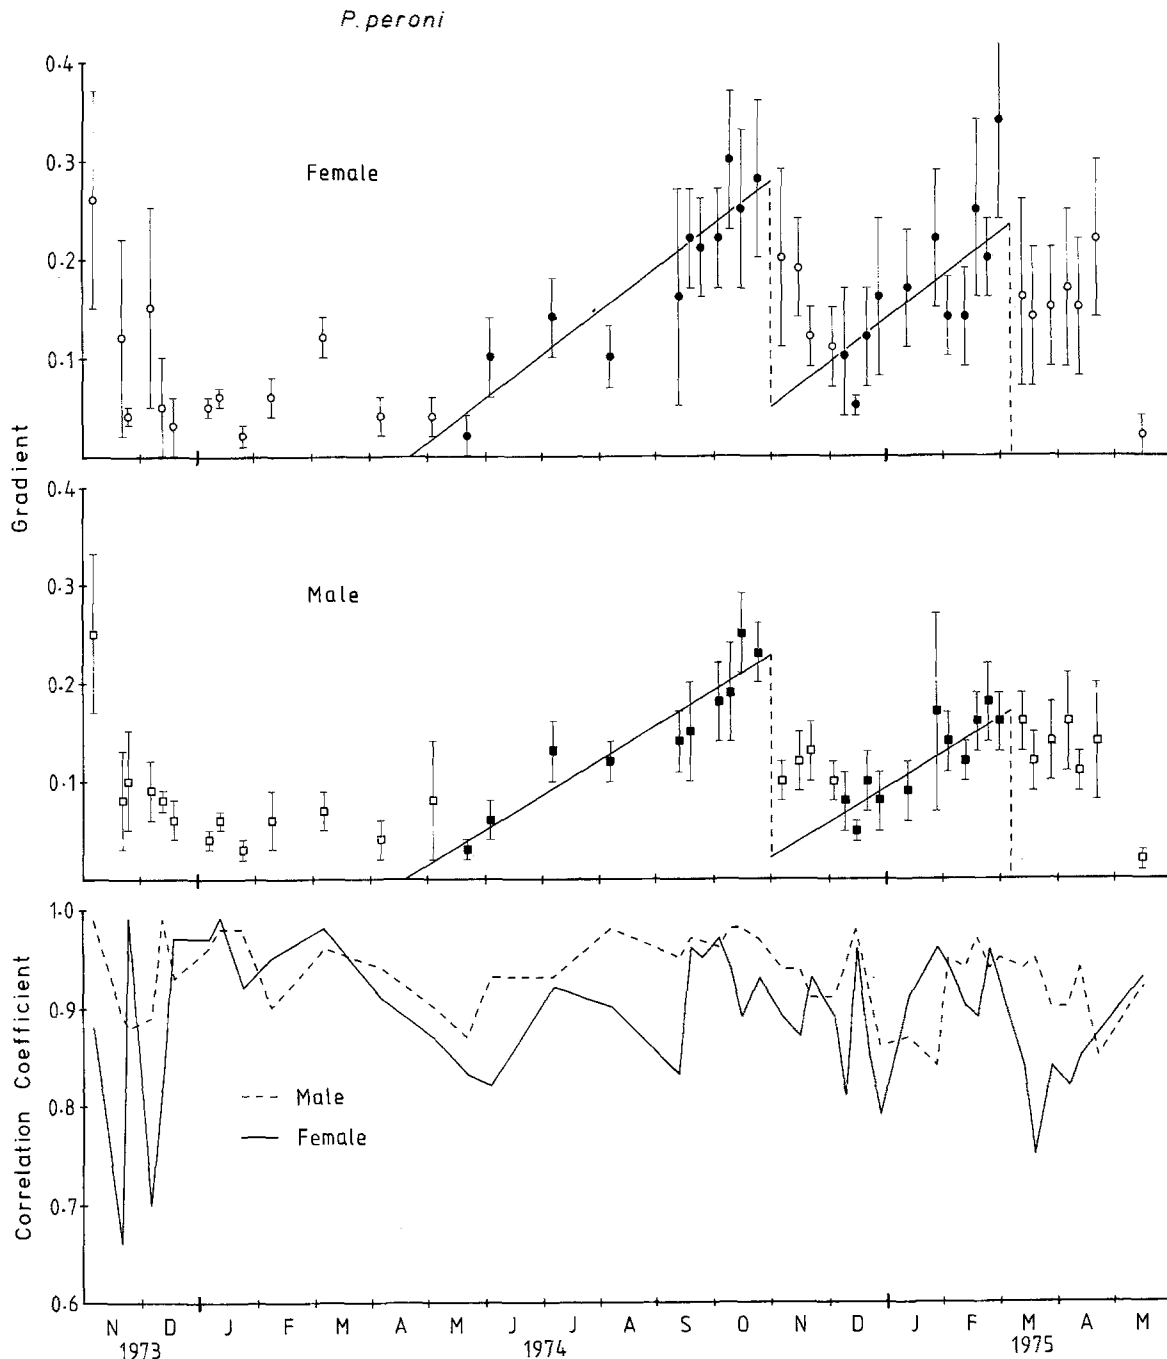 P. peroni
0.4
0.3
Female
0.2
0.1
Gradient
0.4
0.3
Male
0.2
0.1
1.0
0.9
Correlation Coefficient
0.8
Male
Female
0.7
0.6
N D J F M A M J J A S O N D J F M A M
1973 1974 1975